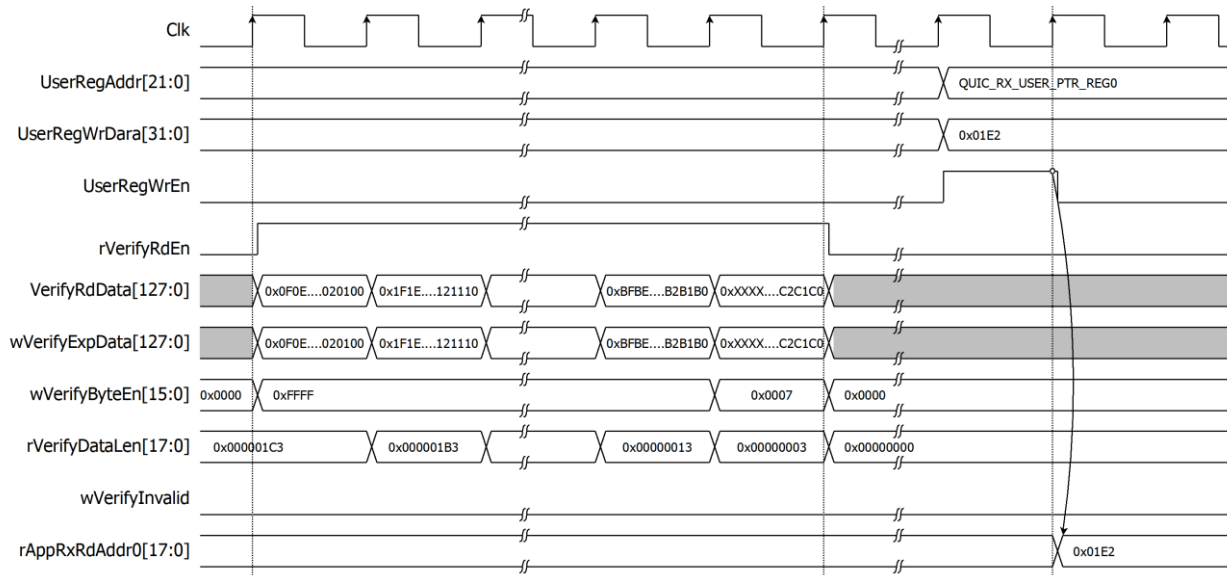 Clk
UserRegAddr[21:0] QUIC_RX_USER_PTR_REG0
UserRegWrDara[31:0] 0x01E2
UserRegWrEn
rVerifyRdEn
VerifyRdData[127:0] 0x0F0E....020100 0x1F1E....121110 0xBFBE....B2B1B0 0xXXXX....C2C1C0
wVerifyExpData[127:0] 0x0F0E....020100 0x1F1E....121110 0xBFBE....B2B1B0 0xXXXX....C2C1C0
wVerifyByteEn[15:0] 0x0000 0xFFFF 0x0007 0x0000
rVerifyDataLen[17:0] 0x000001C3 0x000001B3 0x00000013 0x00000003 0x00000000
wVerifyInvalid
rAppRxRdAddr0[17:0] 0x01E2